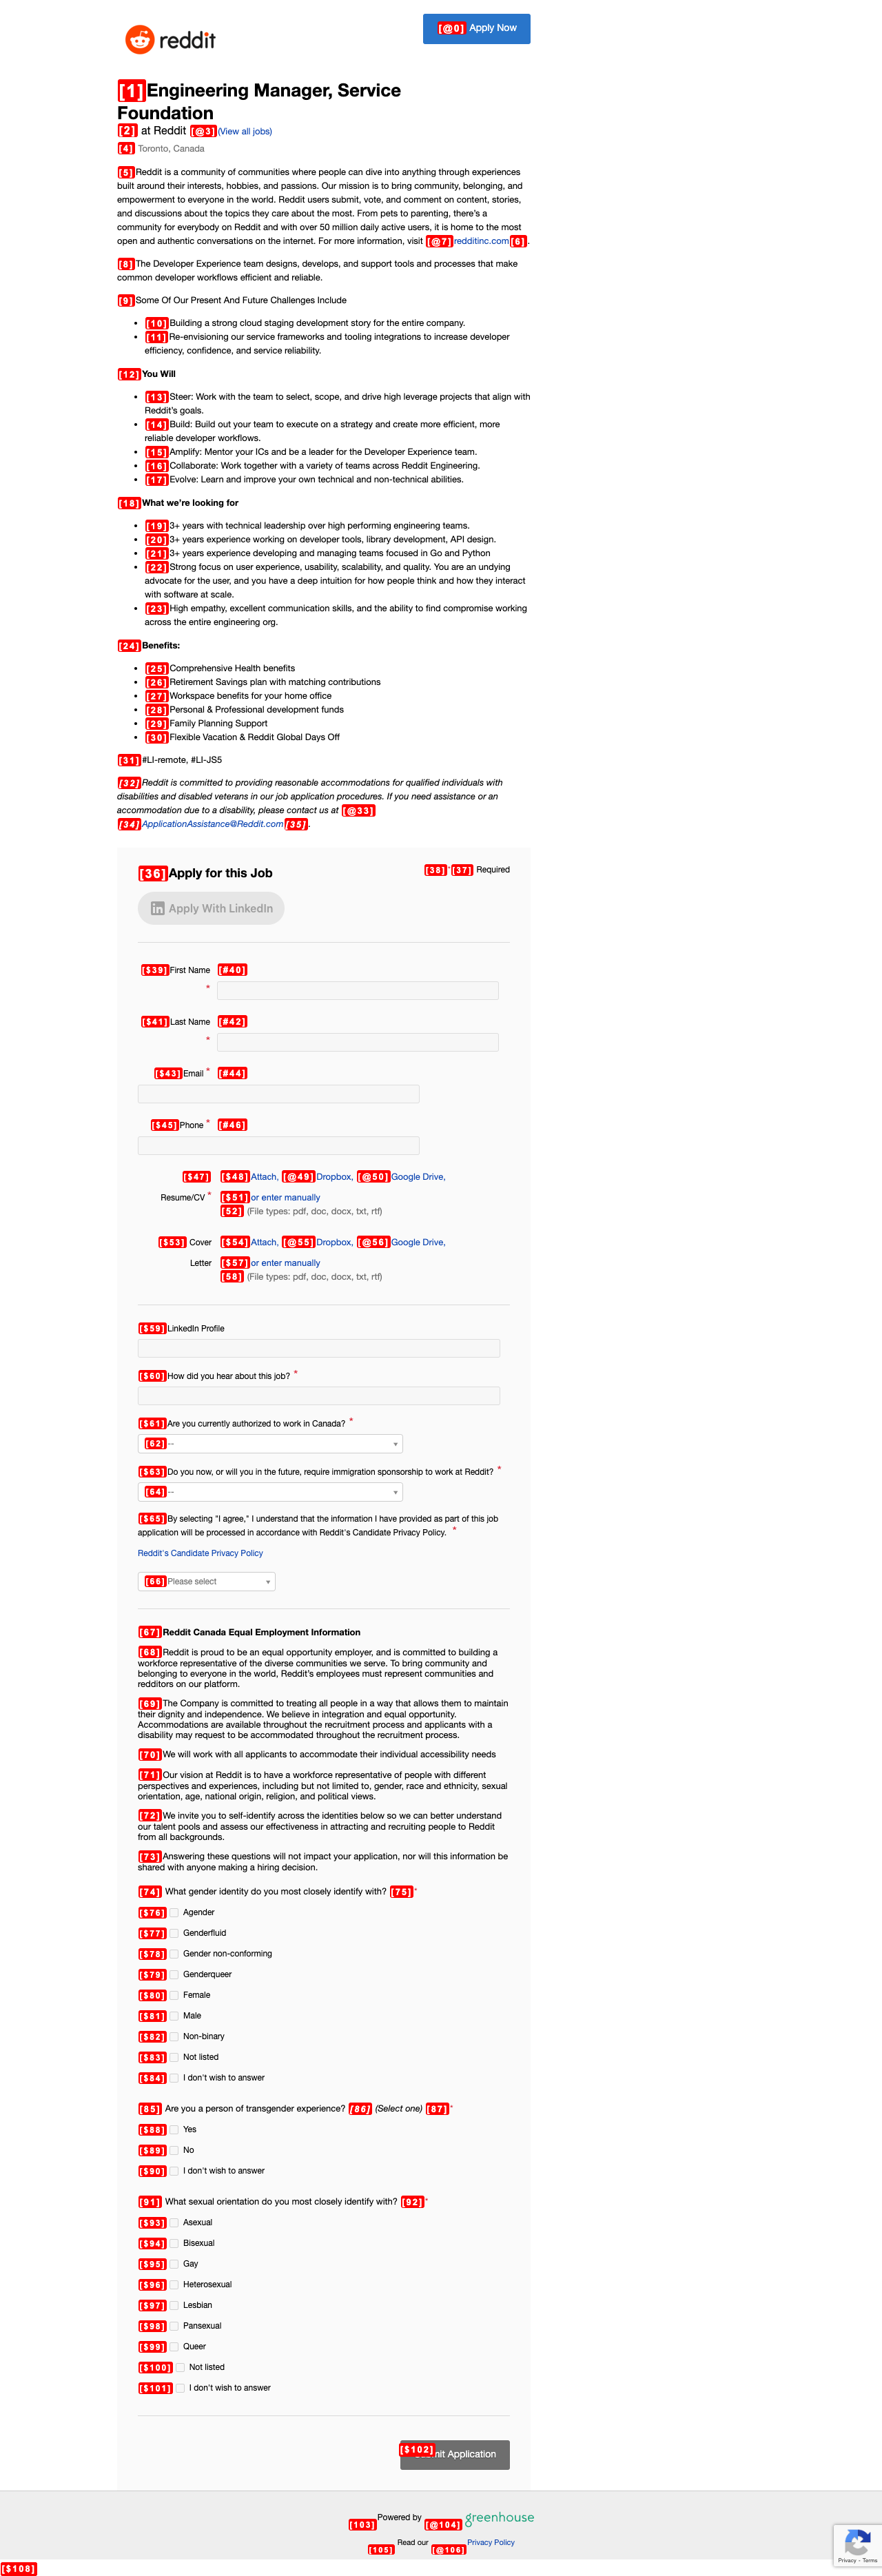 reddit
[@0] Apply Now
[1]Engineering Manager, Service
Foundation
[2] at Reddit [@3](View all jobs)
[4] Toronto, Canada
[5]Reddit is a community of communities where people can dive into anything through experiences
built around their interests, hobbies, and passions. Our mission is to bring community, belonging, and
empowerment to everyone in the world. Reddit users submit, vote, and comment on content, stories,
and discussions about the topics they care about the most. From pets to parenting, there's a
community for everybody on Reddit and with over 50 million daily active users, it is home to the most
open and authentic conversations on the internet. For more information, visit [@7]redditinc.com[6].
[8]The Developer Experience team designs, develops, and support tools and processes that make
common developer workflows efficient and reliable.
[9]Some Of Our Present And Future Challenges Include
• [10]Building a strong cloud staging development story for the entire company.
• [11]Re-envisioning our service frameworks and tooling integrations to increase developer
efficiency, confidence, and service reliability.
[12]You Will
• [13]Steer: Work with the team to select, scope, and drive high leverage projects that align with
Reddit's goals.
• [14]Build: Build out your team to execute on a strategy and create more efficient, more
reliable developer workflows.
• [15]Amplify: Mentor your ICs and be a leader for the Developer Experience team.
• [16]Collaborate: Work together with a variety of teams across Reddit Engineering.
• [17]Evolve: Learn and improve your own technical and non-technical abilities.
[18]What we're looking for
• [19]3+ years with technical leadership over high performing engineering teams.
• [20]3+ years experience working on developer tools, library development, API design.
• [21]3+ years experience developing and managing teams focused in Go and Python
• [22]Strong focus on user experience, usability, scalability, and quality. You are an undying
advocate for the user, and you have a deep intuition for how people think and how they interact
with software at scale.
• [23]High empathy, excellent communication skills, and the ability to find compromise working
across the entire engineering org.
[24]Benefits:
• [25]Comprehensive Health benefits
• [26]Retirement Savings plan with matching contributions
• [27]Workspace benefits for your home office
• [28]Personal & Professional development funds
• [29]Family Planning Support
• [30]Flexible Vacation & Reddit Global Days Off
[31]#LI-remote, #LI-JS5
[32]Reddit is committed to providing reasonable accommodations for qualified individuals with
disabilities and disabled veterans in our job application procedures. If you need assistance or an
accommodation due to a disability, please contact us at [@33]
[34]ApplicationAssistance@Reddit.com[35].
[36]Apply for this Job
[38]*[37] Required
Apply With LinkedIn
[$39]First Name [#40]
*
[$41]Last Name [#42]
*
[$43]Email * [#44]
[$45]Phone * [#46]
[$47] [$48]Attach, [@49]Dropbox, [@50]Google Drive,
Resume/CV * [$51]or enter manually
[52] (File types: pdf, doc, docx, txt, rtf)
[$53] Cover [$54]Attach, [@55]Dropbox, [@56]Google Drive,
Letter [$57]or enter manually
[58] (File types: pdf, doc, docx, txt, rtf)
[$59]LinkedIn Profile
[$60]How did you hear about this job? *
[$61]Are you currently authorized to work in Canada? *
[62]--
[$63]Do you now, or will you in the future, require immigration sponsorship to work at Reddit? *
[64]--
[$65]By selecting "I agree," I understand that the information I have provided as part of this job
application will be processed in accordance with Reddit's Candidate Privacy Policy. *
Reddit's Candidate Privacy Policy
[66]Please select
[67]Reddit Canada Equal Employment Information
[68]Reddit is proud to be an equal opportunity employer, and is committed to building a
workforce representative of the diverse communities we serve. To bring community and
belonging to everyone in the world, Reddit's employees must represent communities and
redditors on our platform.
[69]The Company is committed to treating all people in a way that allows them to maintain
their dignity and independence. We believe in integration and equal opportunity.
Accommodations are available throughout the recruitment process and applicants with a
disability may request to be accommodated throughout the recruitment process.
[70]We will work with all applicants to accommodate their individual accessibility needs
[71]Our vision at Reddit is to have a workforce representative of people with different
perspectives and experiences, including but not limited to, gender, race and ethnicity, sexual
orientation, age, national origin, religion, and political views.
[72]We invite you to self-identify across the identities below so we can better understand
our talent pools and assess our effectiveness in attracting and recruiting people to Reddit
from all backgrounds.
[73]Answering these questions will not impact your application, nor will this information be
shared with anyone making a hiring decision.
[74] What gender identity do you most closely identify with? [75]*
[$76] Agender
[$77] Genderfluid
[$78] Gender non-conforming
[$79] Genderqueer
[$80] Female
[$81] Male
[$82] Non-binary
[$83] Not listed
[$84] I don't wish to answer
[85] Are you a person of transgender experience? [86] (Select one) [87]*
[$88] Yes
[$89] No
[$90] I don't wish to answer
[91] What sexual orientation do you most closely identify with? [92]*
[$93] Asexual
[$94] Bisexual
[$95] Gay
[$96] Heterosexual
[$97] Lesbian
[$98] Pansexual
[$99] Queer
[$100] Not listed
[$101] I don't wish to answer
[$102]mit Application
[103] Powered by [@104] greenhouse
[105] Read our [@106] Privacy Policy
Privacy - Terms
[$108]